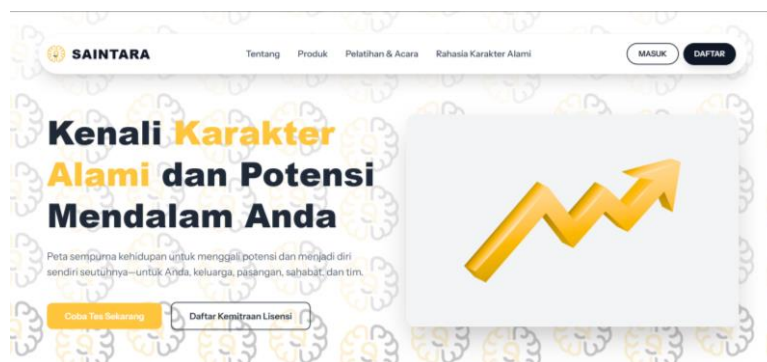 SAINTARA
Tentang Produk Pelatihan & Acara Rahasia Karakter Alami
MASUK DAFTAR
Kenali Karakter
Alami dan Potensi
Mendalam Anda
Peta sempurna kehidupan untuk menggali potensi dan menjadi diri
sendiri seutuhnya—untuk Anda, keluarga, pasangan, sahabat, dan tim.
Coba Tes Sekarang Daftar Kemitraan Lisensi